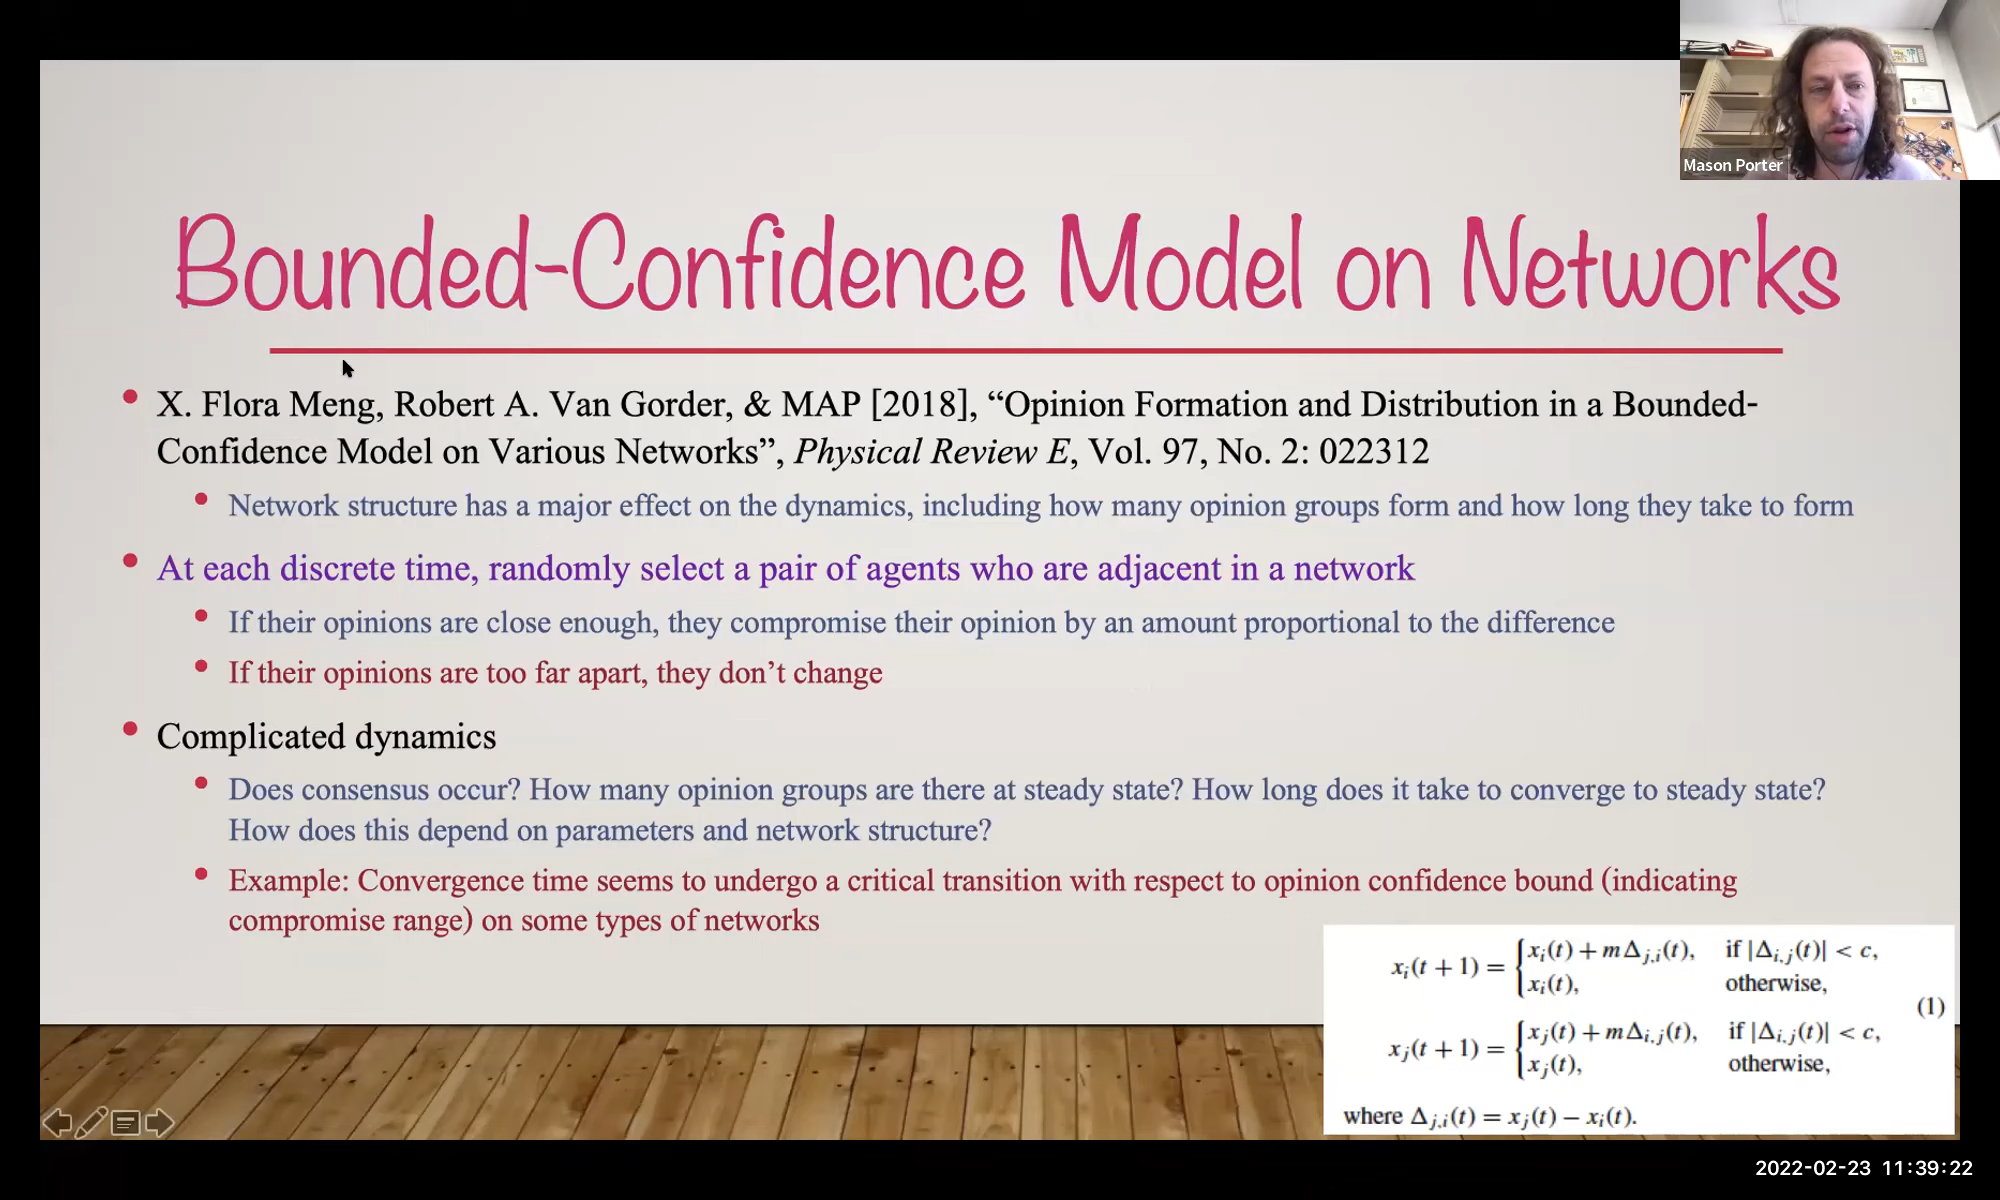 Mason Porter
Bounded-Confidence Model on Networks
• X. Flora Meng, Robert A. Van Gorder, & MAP [2018], “Opinion Formation and Distribution in a Bounded-
Confidence Model on Various Networks”, Physical Review E, Vol. 97, No. 2: 022312
• Network structure has a major effect on the dynamics, including how many opinion groups form and how long they take to form
• At each discrete time, randomly select a pair of agents who are adjacent in a network
• If their opinions are close enough, they compromise their opinion by an amount proportional to the difference
• If their opinions are too far apart, they don’t change
• Complicated dynamics
• Does consensus occur? How many opinion groups are there at steady state? How long does it take to converge to steady state?
How does this depend on parameters and network structure?
• Example: Convergence time seems to undergo a critical transition with respect to opinion confidence bound (indicating
compromise range) on some types of networks
x_i(t + 1) = { x_i(t) + mΔ_{j,i}(t), if |Δ_{i,j}(t)| < c,
x_i(t), otherwise,
(1)
x_j(t + 1) = { x_j(t) + mΔ_{i,j}(t), if |Δ_{i,j}(t)| < c,
x_j(t), otherwise,
where Δ_{j,i}(t) = x_j(t) − x_i(t).
2022-02-23 11:39:22